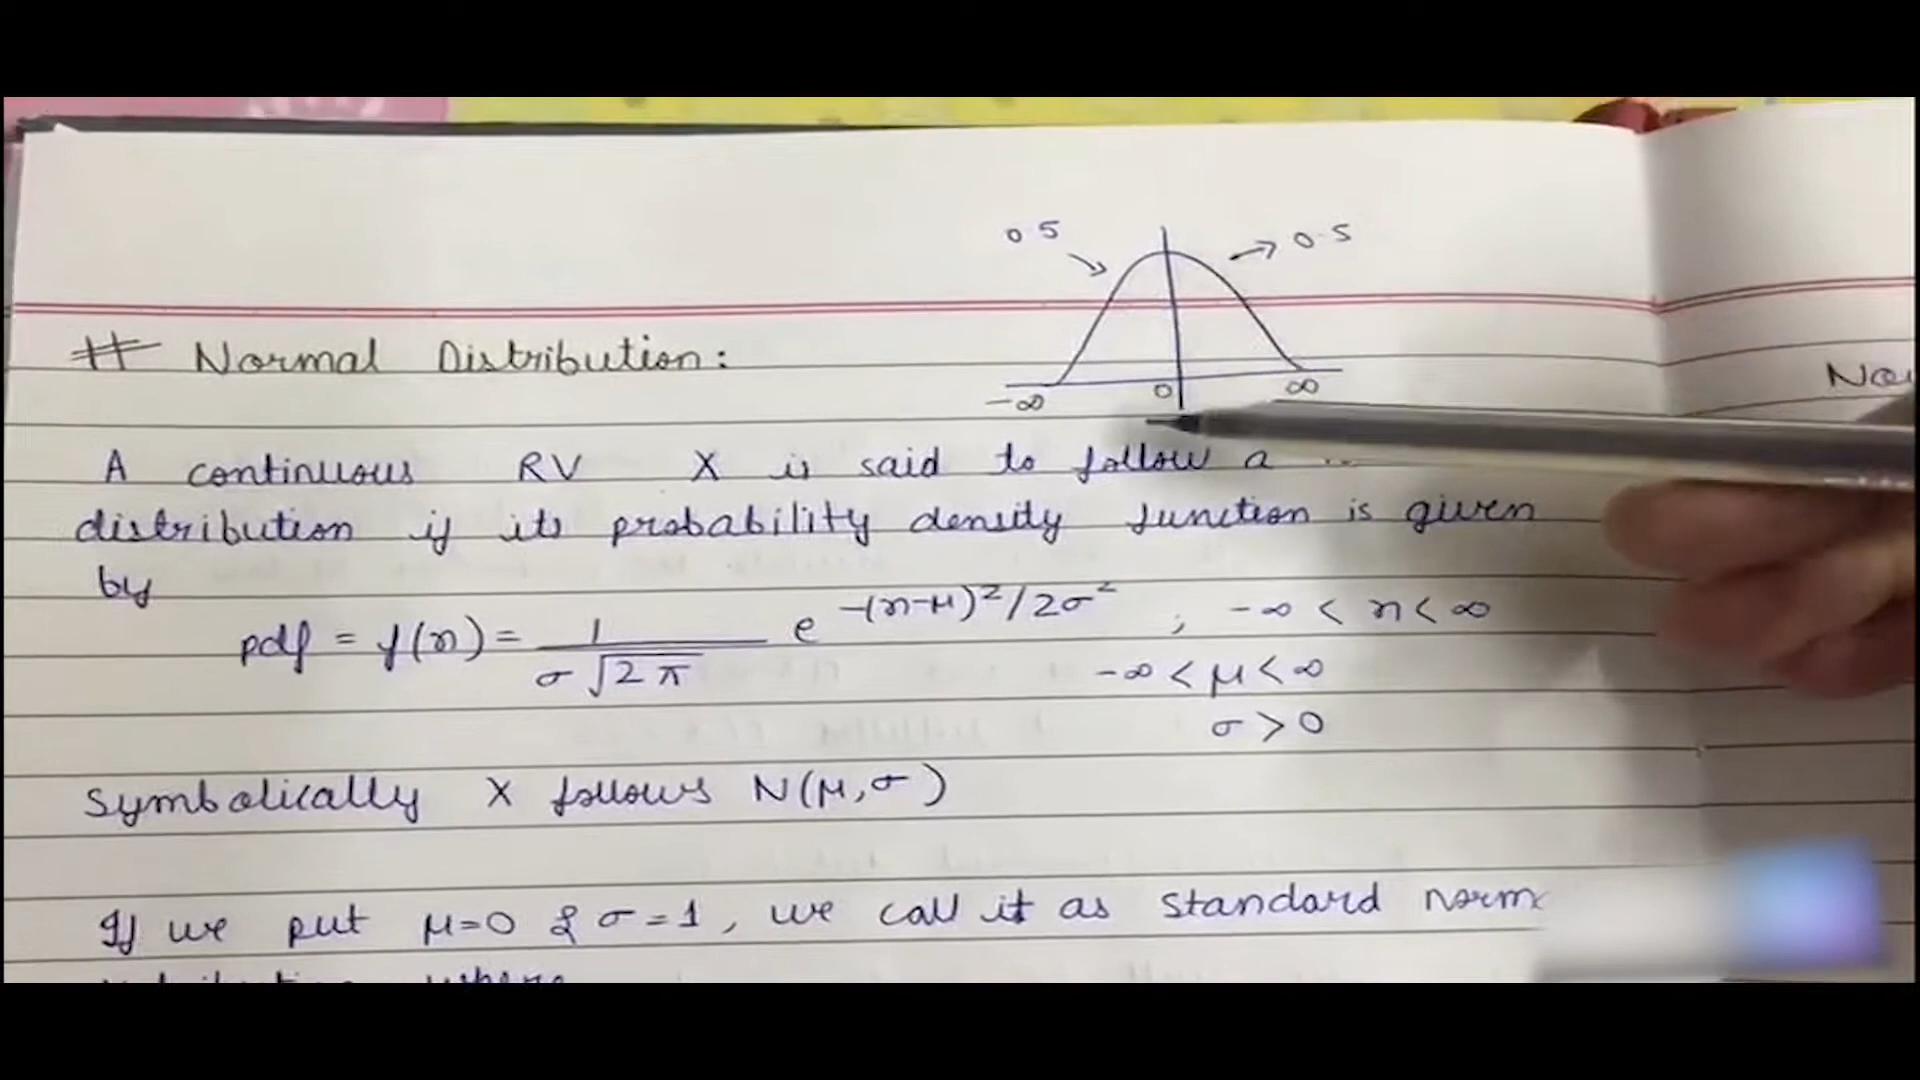 0.5
0.5
-∞ 0 ∞
# Normal Distribution:
A continuous RV X is said to follow a
distribution if its probability density function is given
by
pdf = f(x) = 1/σ√2π e^-(x-μ)²/2σ² ; -∞ < x < ∞
-∞ < μ < ∞
σ > 0
Symbolically X follows N(μ, σ)
If we put μ=0 & σ=1, we call it as standard norm
where